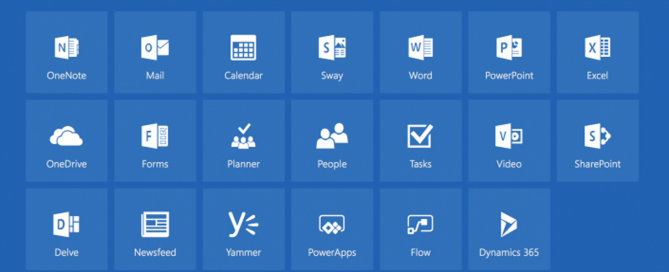 OneNote
Mail
Calendar
Sway
Word
PowerPoint
Excel
OneDrive
Forms
Planner
People
Tasks
Video
SharePoint
Delve
Newsfeed
Yammer
PowerApps
Flow
Dynamics 365